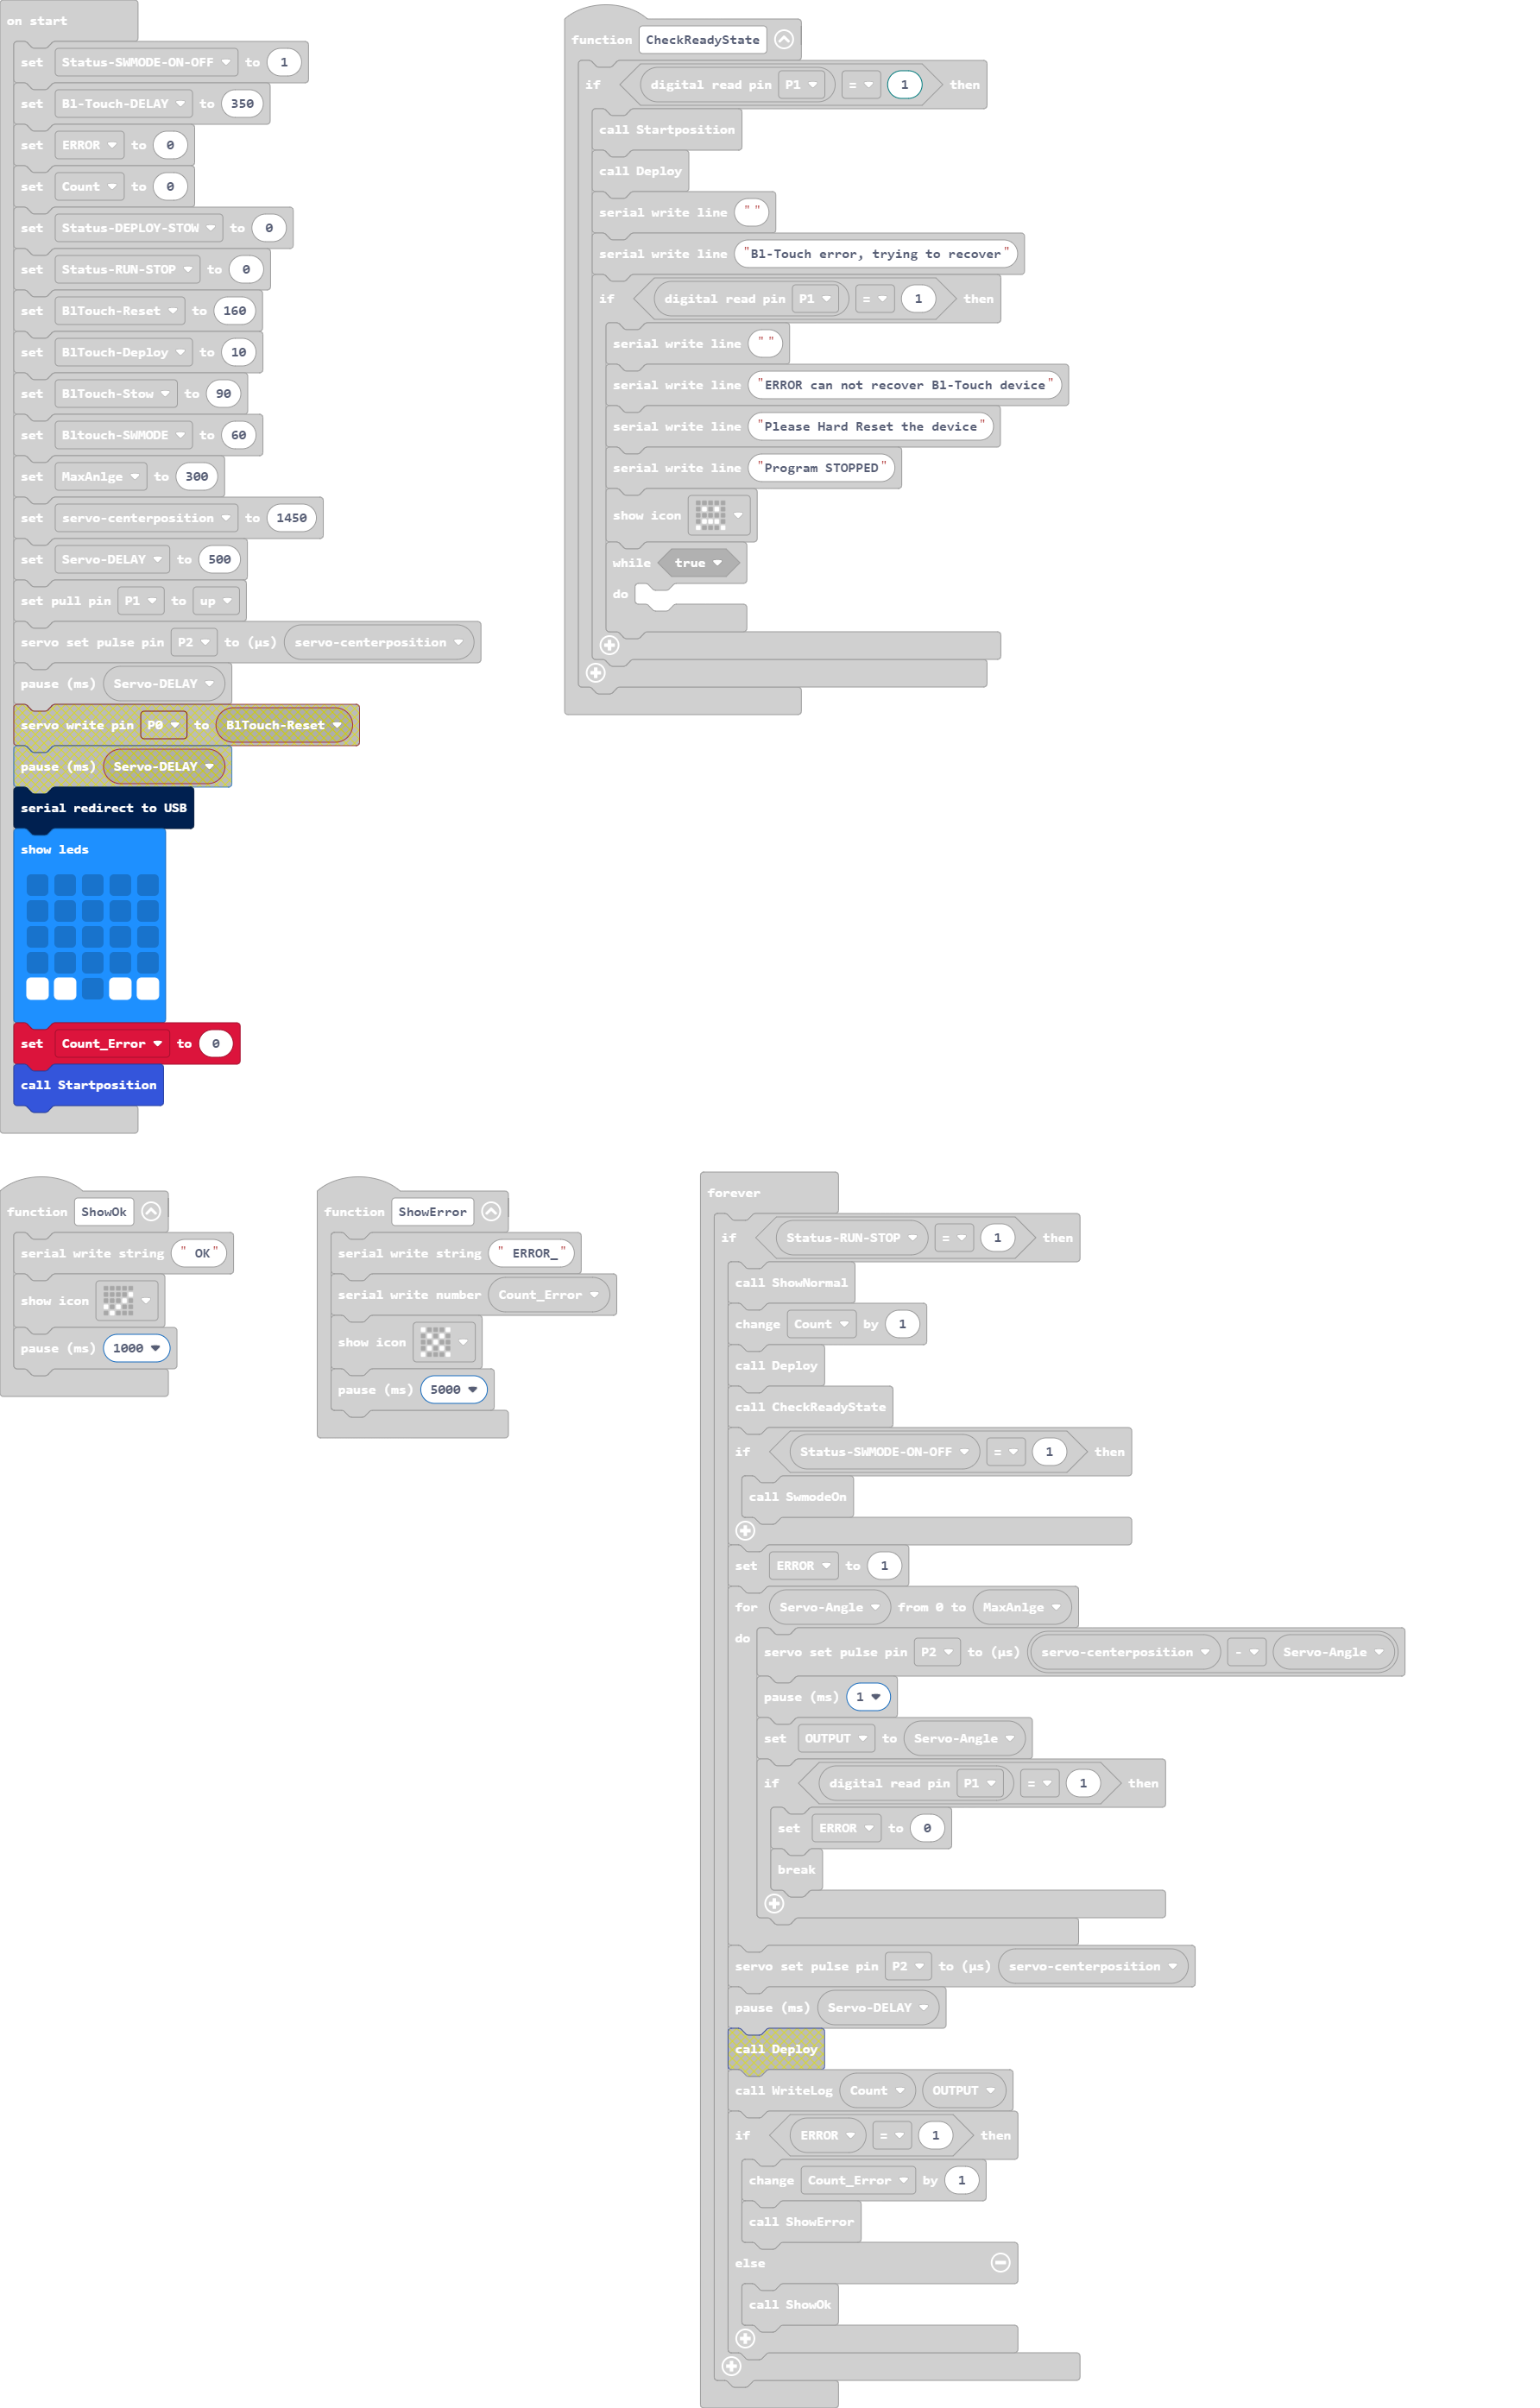 on start
set Status-SWMODE-ON-OFF to 1
set Bl-Touch-DELAY to 350
set ERROR to 0
set Count to 0
set Status-DEPLOY-STOW to 0
set Status-RUN-STOP to 0
set BlTouch-Reset to 160
set BlTouch-Deploy to 10
set BlTouch-Stow to 90
set Bltouch-SWMODE to 60
set MaxAnlge to 300
set servo-centerposition to 1450
set Servo-DELAY to 500
set pull pin P1 to up
servo set pulse pin P2 to (µs) servo-centerposition
pause (ms) Servo-DELAY
servo write pin P0 to BlTouch-Reset
pause (ms) Servo-DELAY
serial redirect to USB
show leds
set Count_Error to 0
call Startposition
function CheckReadyState
if digital read pin P1 = 1 then
call Startposition
call Deploy
serial write line " "
serial write line "Bl-Touch error, trying to recover"
if digital read pin P1 = 1 then
serial write line " "
serial write line "ERROR can not recover Bl-Touch device"
serial write line "Please Hard Reset the device"
serial write line "Program STOPPED"
show icon
while true
do
function ShowOk
serial write string " OK"
show icon
pause (ms) 1000
function ShowError
serial write string " ERROR_"
serial write number Count_Error
show icon
pause (ms) 5000
forever
if Status-RUN-STOP = 1 then
call ShowNormal
change Count by 1
call Deploy
call CheckReadyState
if Status-SWMODE-ON-OFF = 1 then
call SwmodeOn
set ERROR to 1
for Servo-Angle from 0 to MaxAnlge
do servo set pulse pin P2 to (µs) servo-centerposition - Servo-Angle
pause (ms) 1
set OUTPUT to Servo-Angle
if digital read pin P1 = 1 then
set ERROR to 0
break
servo set pulse pin P2 to (µs) servo-centerposition
pause (ms) Servo-DELAY
call Deploy
call WriteLog Count OUTPUT
if ERROR = 1 then
change Count_Error by 1
call ShowError
else
call ShowOk